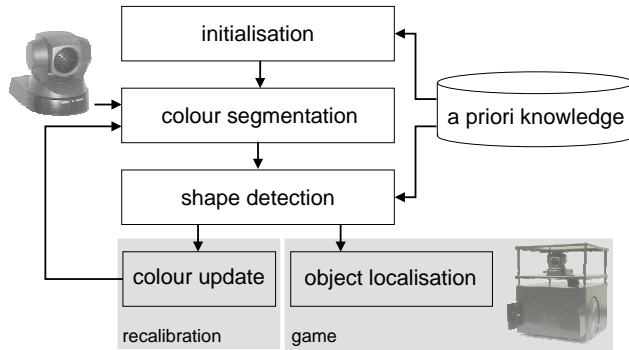 initialisation
colour segmentation
a priori knowledge
shape detection
colour update
object localisation
recalibration
game